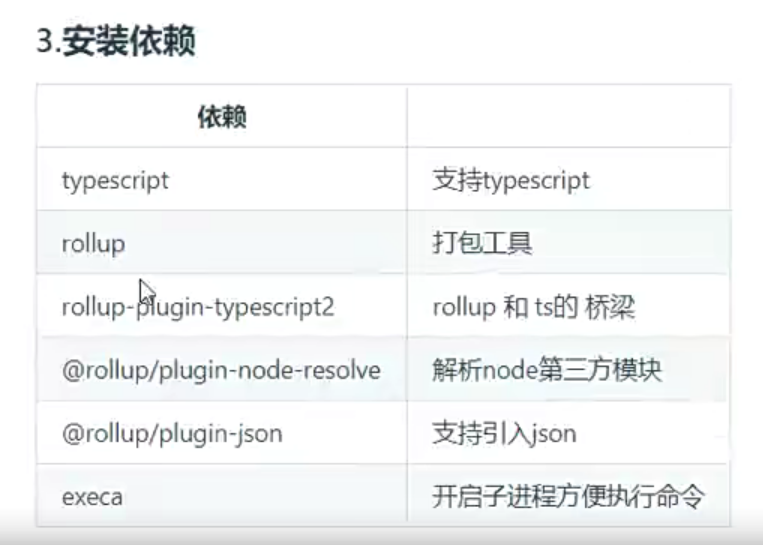 3.安装依赖
依赖
typescript 支持typescript
rollup 打包工具
rollup-plugin-typescript2 rollup 和 ts的 桥梁
@rollup/plugin-node-resolve 解析node第三方模块
@rollup/plugin-json 支持引入json
execa 开启子进程方便执行命令